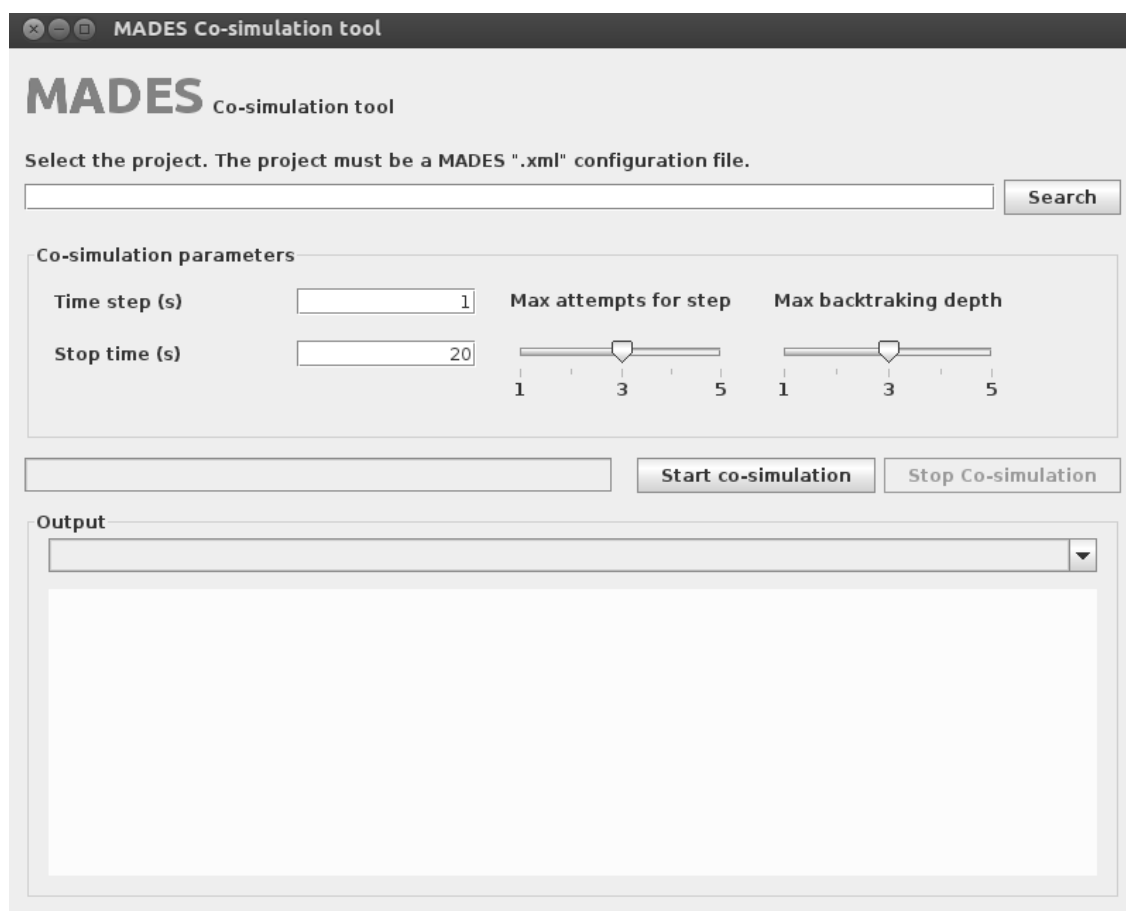 MADES Co-simulation tool
MADES Co-simulation tool
Select the project. The project must be a MADES ".xml" configuration file.
Search
Co-simulation parameters
Time step (s) 1 Max attempts for step Max backtraking depth
Stop time (s) 20
1 3 5 1 3 5
Start co-simulation Stop Co-simulation
Output